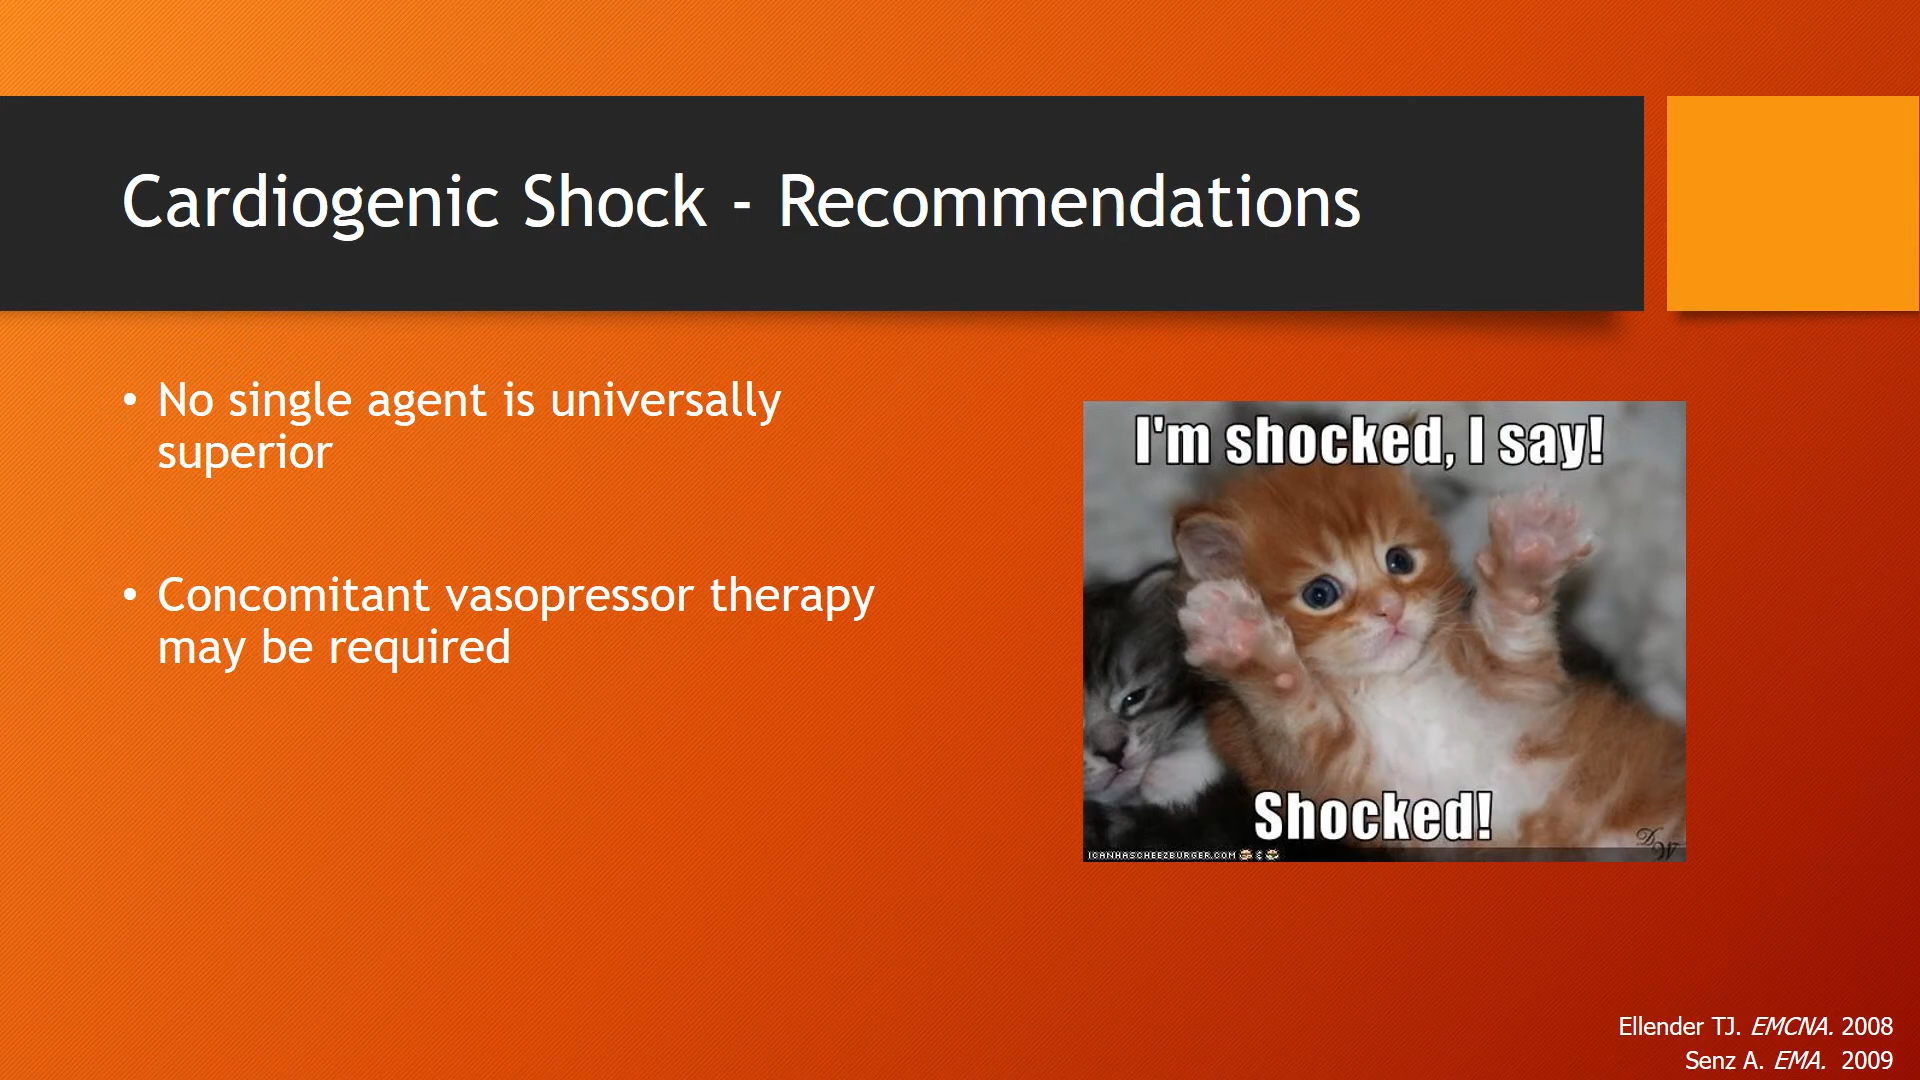 Cardiogenic Shock - Recommendations
• No single agent is universally
superior
• Concomitant vasopressor therapy
may be required
I'm shocked, I say!
Shocked!
ICANHASCHEEZBURGER.COM
DW
Ellender TJ. EMCNA. 2008
Senz A. EMA. 2009